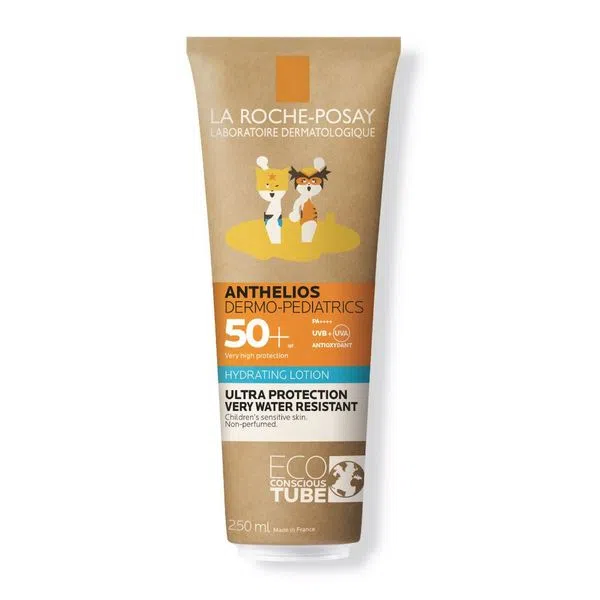 LA ROCHE-POSAY
LABORATOIRE DERMATOLOGIQUE
ANTHELIOS
DERMO-PEDIATRICS
50+
Very high protection
PA++++
UVB + UVA
ANTIOXYDANT
HYDRATING LOTION
ULTRA PROTECTION
VERY WATER RESISTANT
Children's sensitive skin.
Non-perfumed.
ECO
CONSCIOUS
TUBE
250 ml Made in France